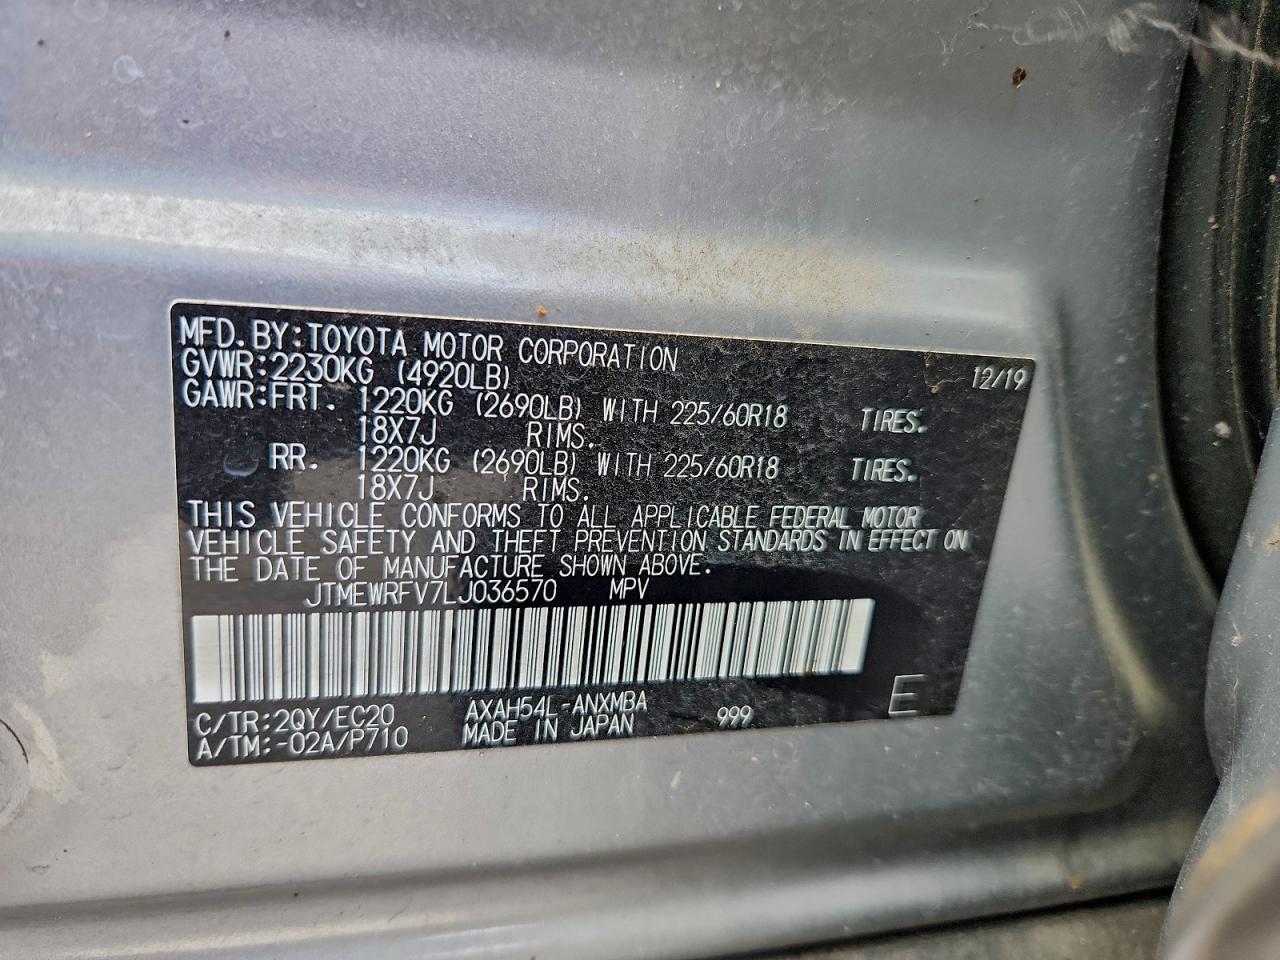 MFD.BY:TOYOTA MOTOR CORPORATION 12/19
GVWR:2230KG (4920LB)
GAWR:FRT. 1220KG (2690LB) WITH 225/60R18 TIRES.
18X7J RIMS.
RR. 1220KG (2690LB) WITH 225/60R18 TIRES.
18X7J RIMS.
THIS VEHICLE CONFORMS TO ALL APPLICABLE FEDERAL MOTOR
VEHICLE SAFETY AND THEFT PREVENTION STANDARDS IN EFFECT ON
THE DATE OF MANUFACTURE SHOWN ABOVE.
JTMEWRFV7LJ036570 MPV
C/TR:2QY/EC20 AXAH54L-ANXMBA 999 E
A/TM:-02A/P710 MADE IN JAPAN